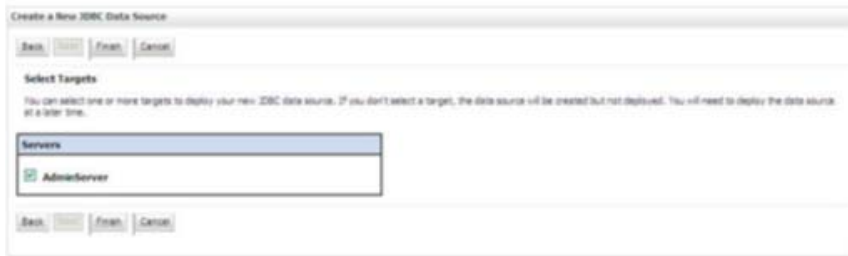 Create a New JDBC Data Source
Back Next Finish Cancel
Select Targets
You can select one or more targets to deploy your new JDBC data source. If you don't select a target, the data source will be created but not deployed. You will need to deploy the data source
at a later time.
Servers
AdminServer
Back Next Finish Cancel